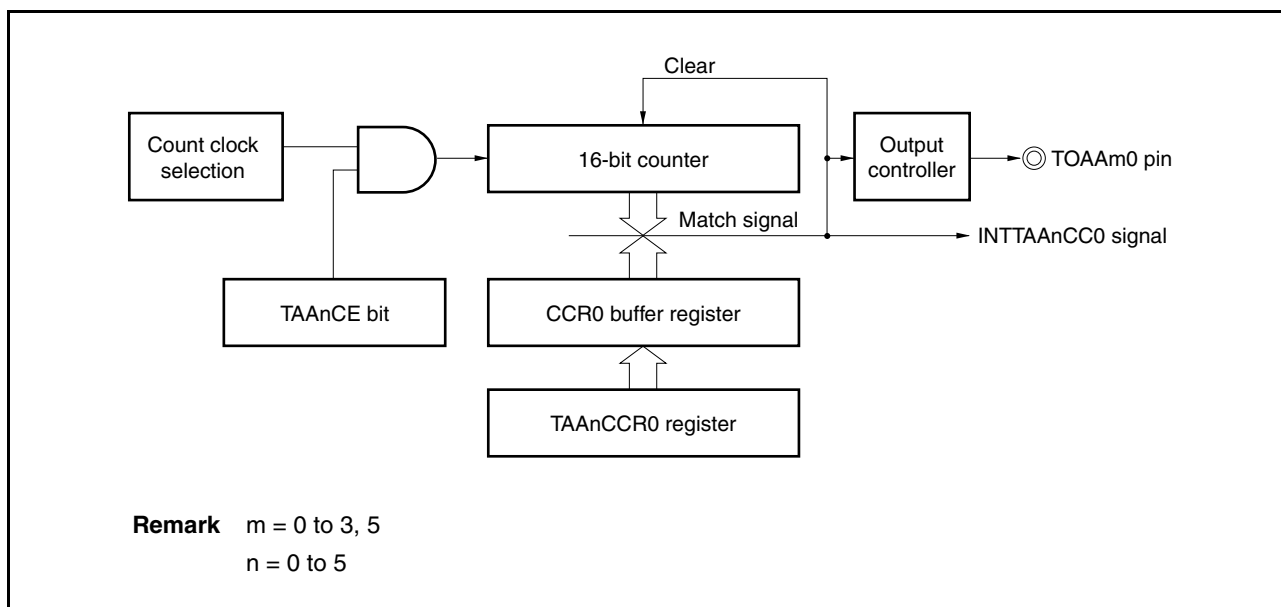 Clear
Count clock
selection
16-bit counter
Output
controller
TOAAm0 pin
Match signal
INTTAAnCC0 signal
TAAnCE bit
CCR0 buffer register
TAAnCCR0 register
Remark m = 0 to 3, 5
n = 0 to 5